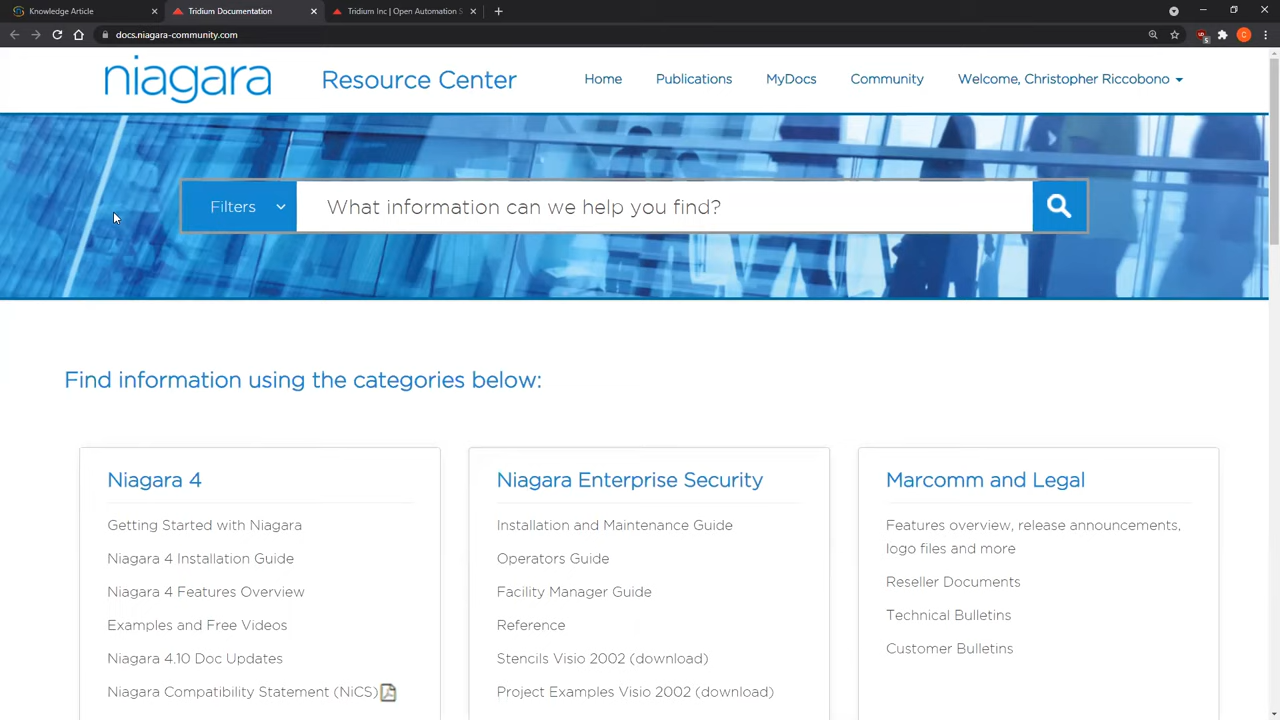 Knowledge Article
Tridium Documentation
Tridium Inc | Open Automation S
docs.niagara-community.com
niagara
Resource Center
Home
Publications
MyDocs
Community
Welcome, Christopher Riccobono
Filters
What information can we help you find?
Find information using the categories below:
Niagara 4
Getting Started with Niagara
Niagara 4 Installation Guide
Niagara 4 Features Overview
Examples and Free Videos
Niagara 4.10 Doc Updates
Niagara Compatibility Statement (NiCS)
Niagara Enterprise Security
Installation and Maintenance Guide
Operators Guide
Facility Manager Guide
Reference
Stencils Visio 2002 (download)
Project Examples Visio 2002 (download)
Marcomm and Legal
Features overview, release announcements,
logo files and more
Reseller Documents
Technical Bulletins
Customer Bulletins